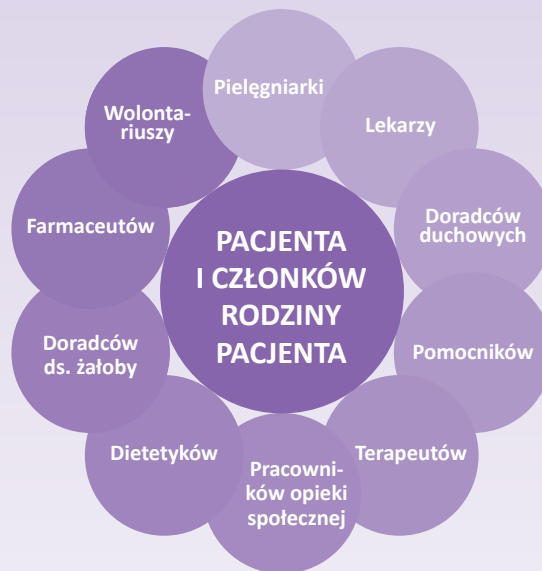 Pielęgniarki
Lekarzy
Doradców
duchowych
Pomocników
Terapeutów
Pracowni-
ków opieki
społecznej
Dietetyków
Doradców
ds. żałoby
Farmaceutów
Wolonta-
riuszy
PACJENTA
I CZŁONKÓW
RODZINY
PACJENTA